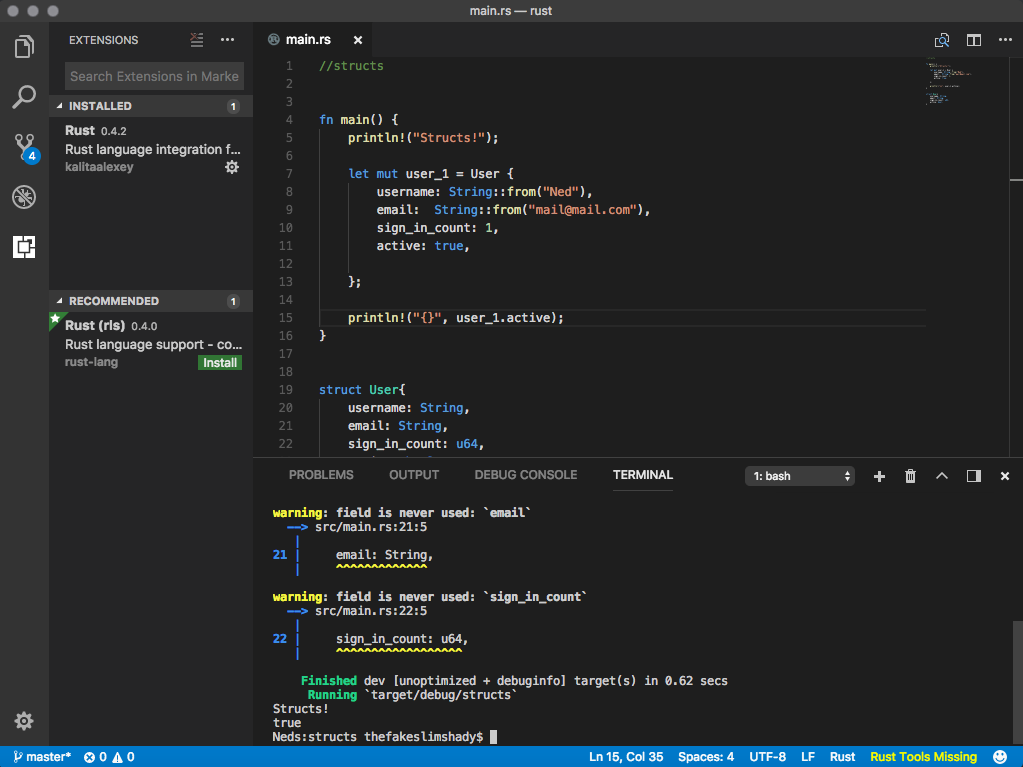 main.rs — rust
EXTENSIONS
Search Extensions in Marke
INSTALLED 1
Rust 0.4.2
Rust language integration f...
kalitaalexey
RECOMMENDED 1
Rust (rls) 0.4.0
Rust language support - co...
rust-lang Install
4
main.rs
1 //structs
2
3
4 fn main() {
5 println!("Structs!");
6
7 let mut user_1 = User {
8 username: String::from("Ned"),
9 email:  String::from("mail@mail.com"),
10 sign_in_count: 1,
11 active: true,
12
13 };
14
15 println!("{}", user_1.active);
16 }
17
18
19 struct User{
20 username: String,
21 email: String,
22 sign_in_count: u64,
PROBLEMS OUTPUT DEBUG CONSOLE TERMINAL 1: bash
warning: field is never used: `email`
--> src/main.rs:21:5
|
21 | email: String,
| ^^^^^^^^^^^^^
warning: field is never used: `sign_in_count`
--> src/main.rs:22:5
|
22 | sign_in_count: u64,
| ^^^^^^^^^^^^^^^^^^
Finished dev [unoptimized + debuginfo] target(s) in 0.62 secs
Running `target/debug/structs`
Structs!
true
Neds:structs thefakeslimshady$
master* 0 0 Ln 15, Col 35 Spaces: 4 UTF-8 LF Rust Rust Tools Missing